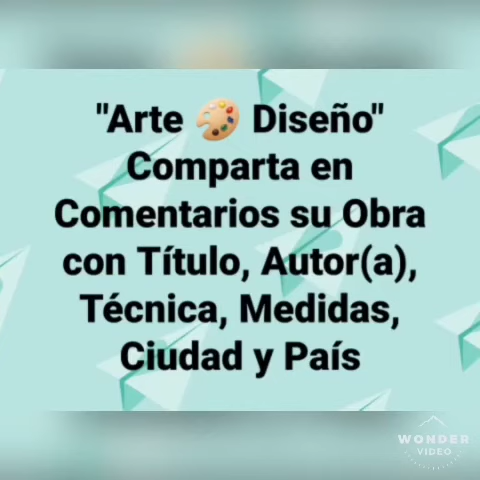 "Arte 🎨 Diseño"
Comparta en
Comentarios su Obra
con Título, Autor(a),
Técnica, Medidas,
Ciudad y País
WONDER
VIDEO